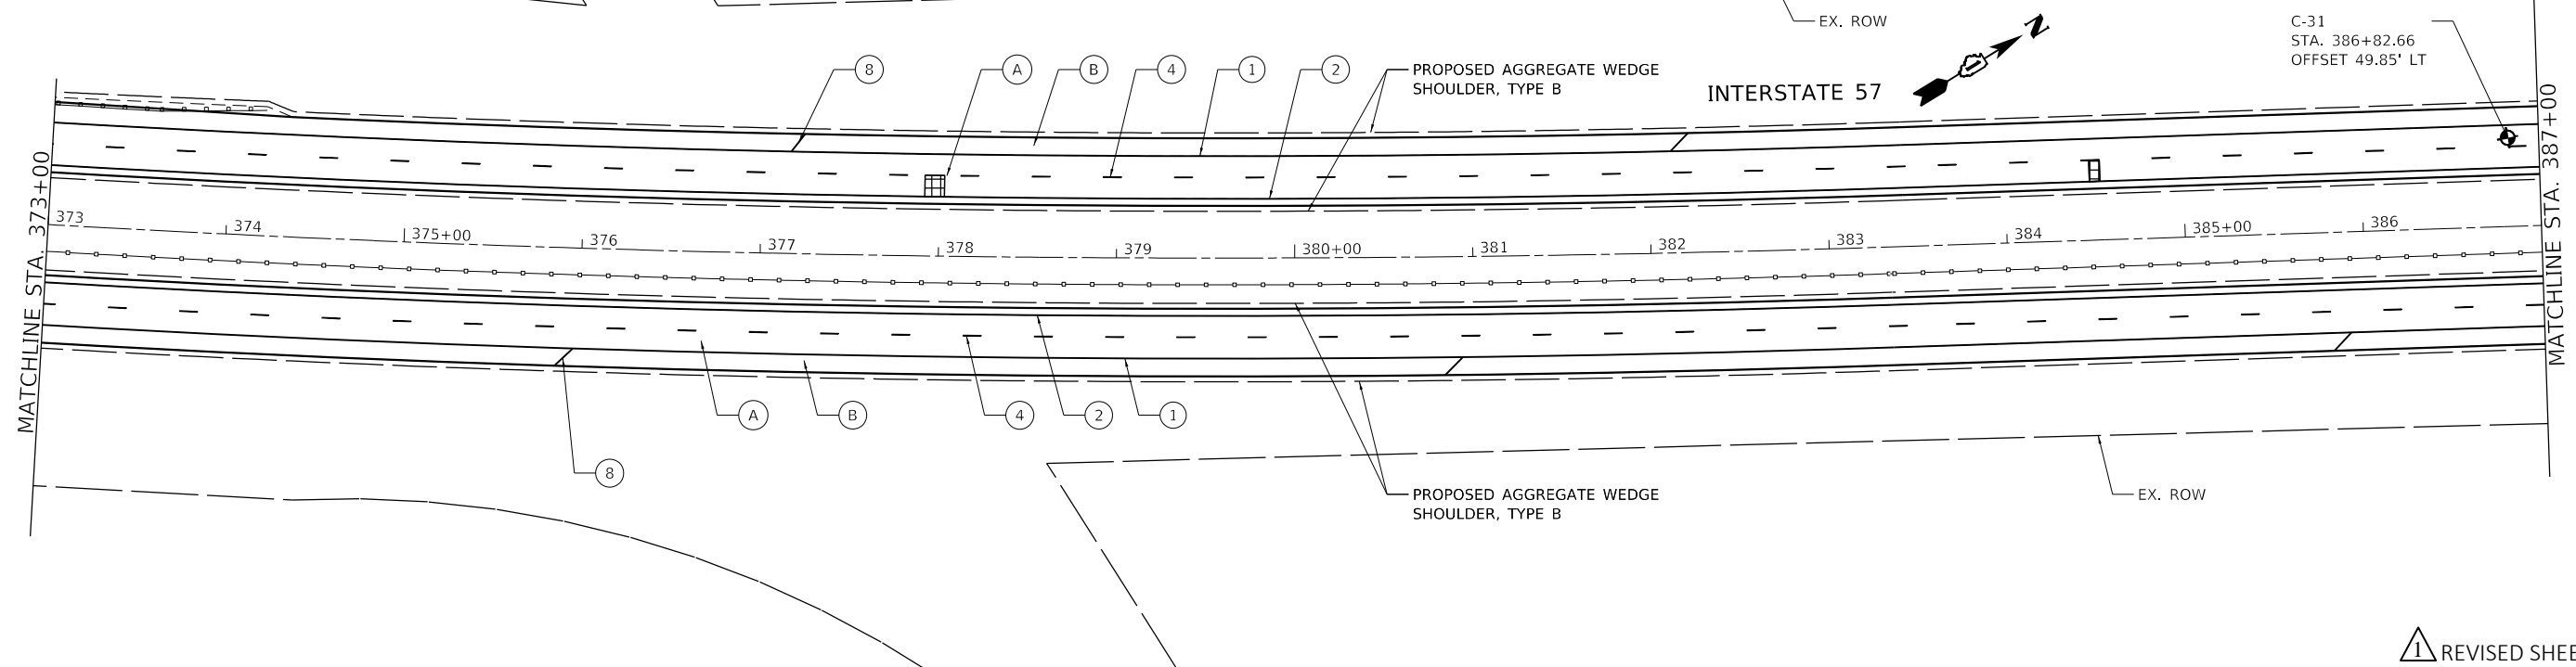 EX. ROW
N
C-31
STA. 386+82.66
OFFSET 49.85' LT
8
A
B
4
1
2
PROPOSED AGGREGATE WEDGE
SHOULDER, TYPE B
INTERSTATE 57
MATCHLINE STA. 373+00
MATCHLINE STA. 387+00
373
374
375+00
376
377
378
379
380+00
381
382
383
384
385+00
386
A
B
4
2
1
8
PROPOSED AGGREGATE WEDGE
SHOULDER, TYPE B
EX. ROW
1 REVISED SHEE